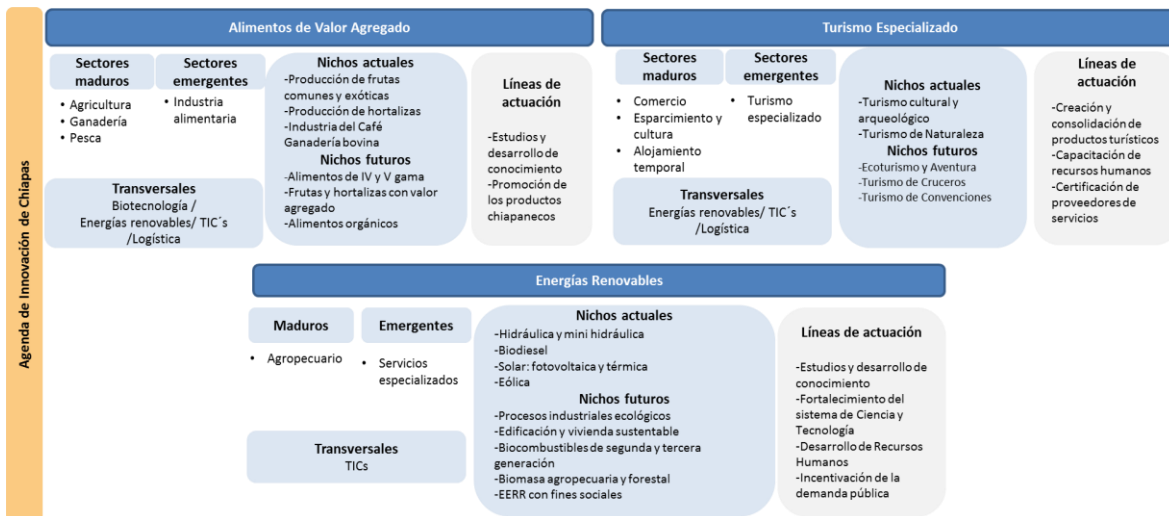 Agenda de Innovación de Chiapas
Alimentos de Valor Agregado
Sectores
maduros
• Agricultura
• Ganadería
• Pesca
Sectores
emergentes
• Industria
alimentaria
Transversales
Biotecnología /
Energías renovables/ TIC´s
/Logística
Nichos actuales
-Producción de frutas
comunes y exóticas
-Producción de hortalizas
-Industria del Café
Ganadería bovina
Nichos futuros
-Alimentos de IV y V gama
-Frutas y hortalizas con valor
agregado
-Alimentos orgánicos
Líneas de
actuación
-Estudios y
desarrollo de
conocimiento
-Promoción de
los productos
chiapanecos
Turismo Especializado
Sectores
maduros
• Comercio
• Esparcimiento y
cultura
• Alojamiento
temporal
Sectores
emergentes
• Turismo
especializado
Transversales
Energías renovables/ TIC´s
/Logística
Nichos actuales
-Turismo cultural y
arqueológico
-Turismo de Naturaleza
Nichos futuros
-Ecoturismo y Aventura
-Turismo de Cruceros
-Turismo de Convenciones
Líneas de
actuación
-Creación y
consolidación de
productos turísticos
-Capacitación de
recursos humanos
-Certificación de
proveedores de
servicios
Energías Renovables
Maduros
• Agropecuario
Emergentes
• Servicios
especializados
Transversales
TICs
Nichos actuales
-Hidráulica y mini hidráulica
-Biodiesel
-Solar: fotovoltaica y térmica
-Eólica
Nichos futuros
-Procesos industriales ecológicos
-Edificación y vivienda sustentable
-Biocombustibles de segunda y tercera
generación
-Biomasa agropecuaria y forestal
-EERR con fines sociales
Líneas de actuación
-Estudios y desarrollo de
conocimiento
-Fortalecimiento del
sistema de Ciencia y
Tecnología
-Desarrollo de Recursos
Humanos
-Incentivación de la
demanda pública